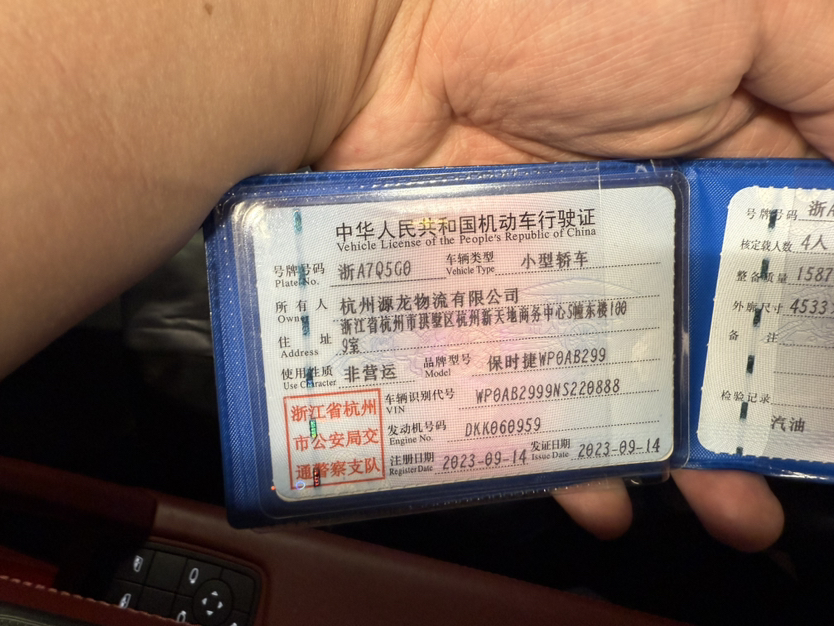 中华人民共和国机动车行驶证
Vehicle License of the People's Republic of China
号牌号码 浙A7Q5G0 车辆类型 小型轿车
Plate No. Vehicle Type
所有人 杭州源龙物流有限公司
Owner
住址 浙江省杭州市拱墅区杭州新天地商务中心5幢东楼100
Address 9室
使用性质 非营运 品牌型号 保时捷WP0AB299
Use Character Model
浙江省杭州
市公安局交
通警察支队
车辆识别代号 WP0AB2999NS220888
VIN
发动机号码 DKK060959
Engine No.
注册日期 2023-09-14 发证日期 2023-09-14
Register Date Issue Date
号牌号码 浙A
核定载人数 4人
整备质量 1587
外廓尺寸 4533
备注
检验记录
汽油